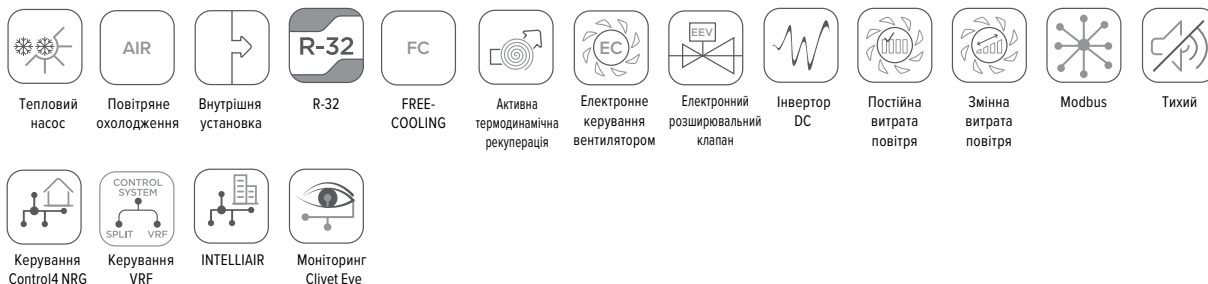 AIR
R-32
FC
EC
EEV
Тепловий
насос
Повітряне
охолодження
Внутрішня
установка
R-32
FREE-
COOLING
Активна
термодинамічна
рекуперація
Електронне
керування
вентилятором
Електронний
розширювальний
клапан
Інвертор
DC
Постійна
витрата
повітря
Змінна
витрата
повітря
Modbus
Тихий
CONTROL
SYSTEM
SPLIT VRF
Керування
Control4 NRG
Керування
VRF
INTELLIAIR
Моніторинг
Clivet Eye